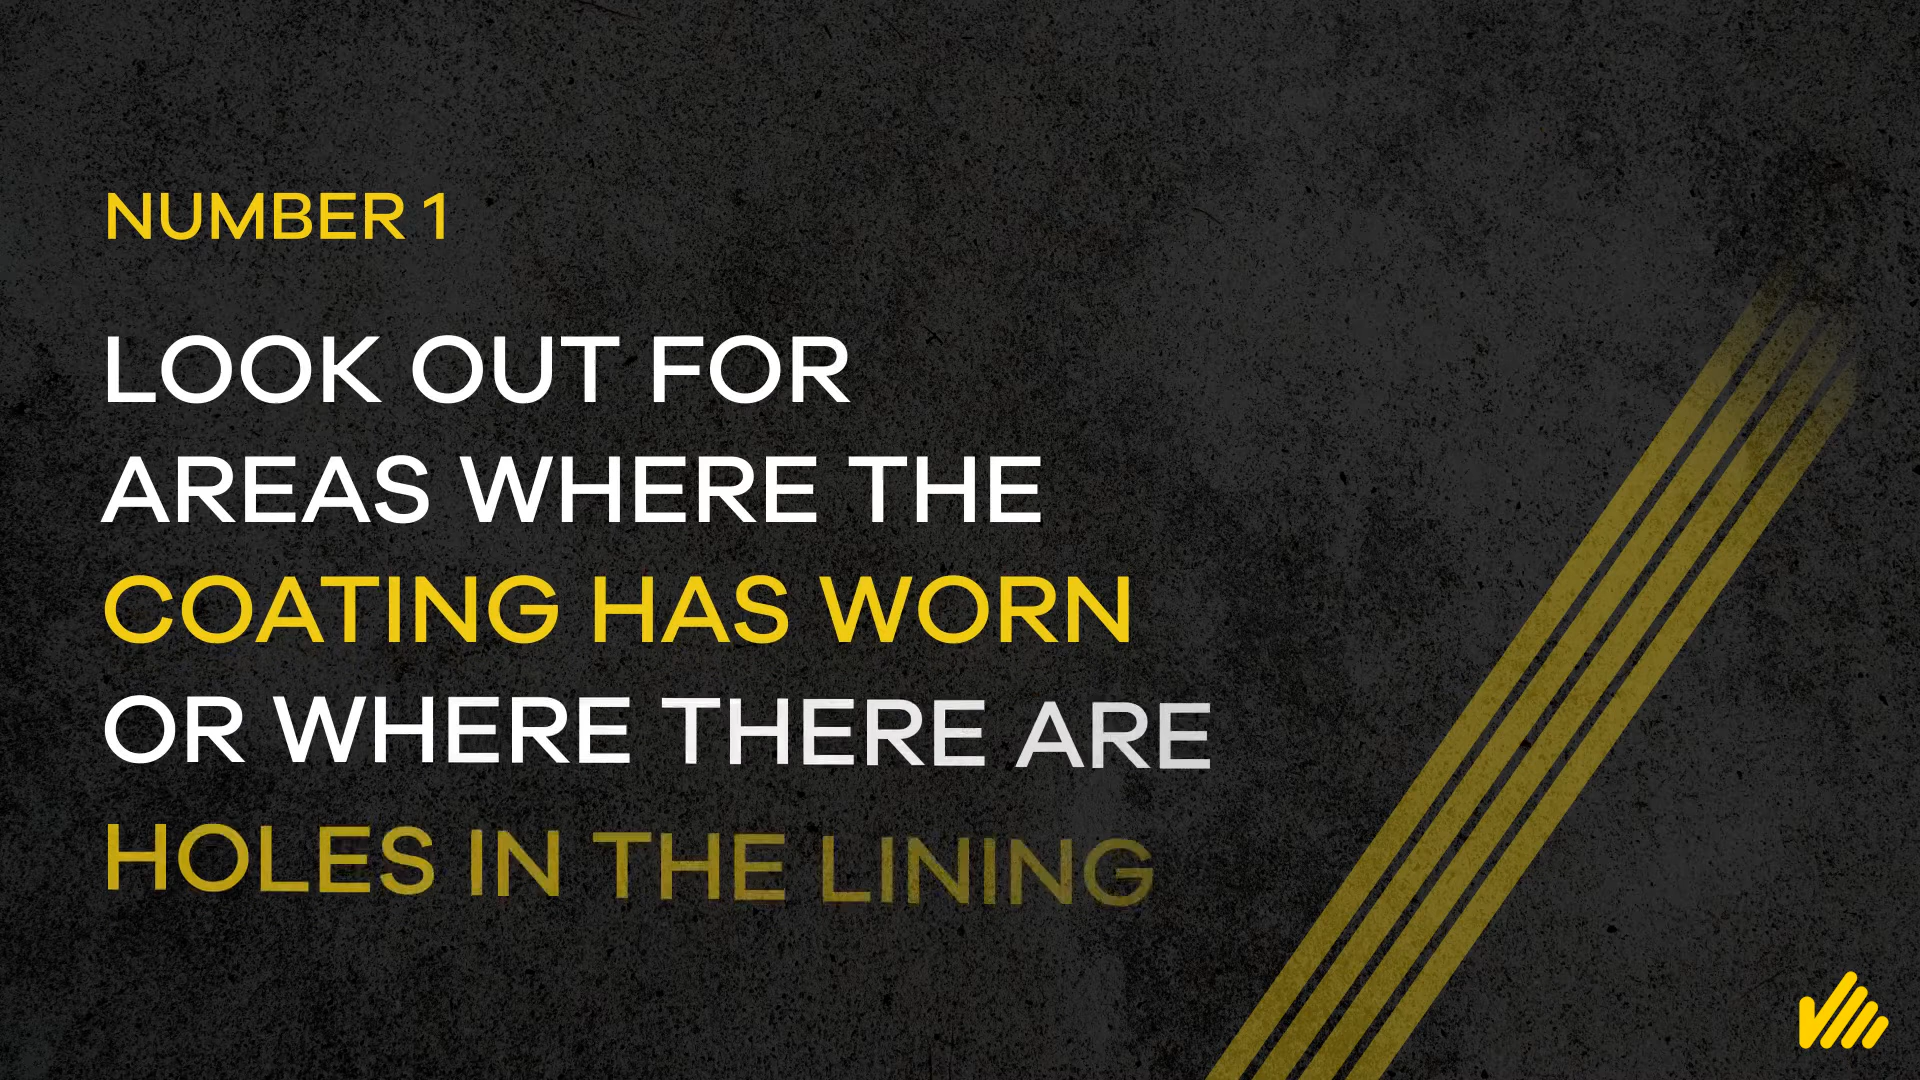 NUMBER 1
LOOK OUT FOR
AREAS WHERE THE
COATING HAS WORN
OR WHERE THERE ARE
HOLES IN THE LINING